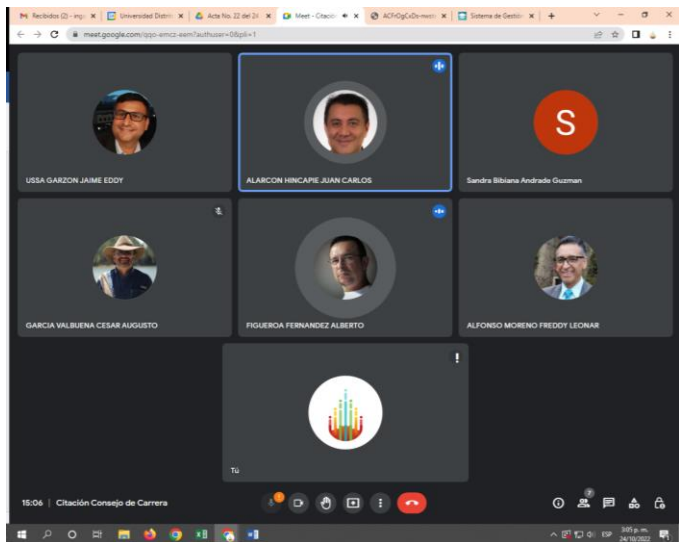 Recibidos (2) - ing
Universidad Distri
Acta No. 22 del 24
Meet - Citación
Sistema de Gestió
meet.google.com/qqo-emcz-eem?authuser=0&pli=1
USSA GARZON JAIME EDDY
ALARCON HINCAPIE JUAN CARLOS
S
Sandra Bibiana Andrade Guzman
GARCIA VALBUENA CESAR AUGUSTO
FIGUEROA FERNANDEZ ALBERTO
ALFONSO MORENO FREDDY LEONAR
Tú
15:06 | Citación Consejo de Carrera
7
ESP
3:05 p. m.
24/10/2022